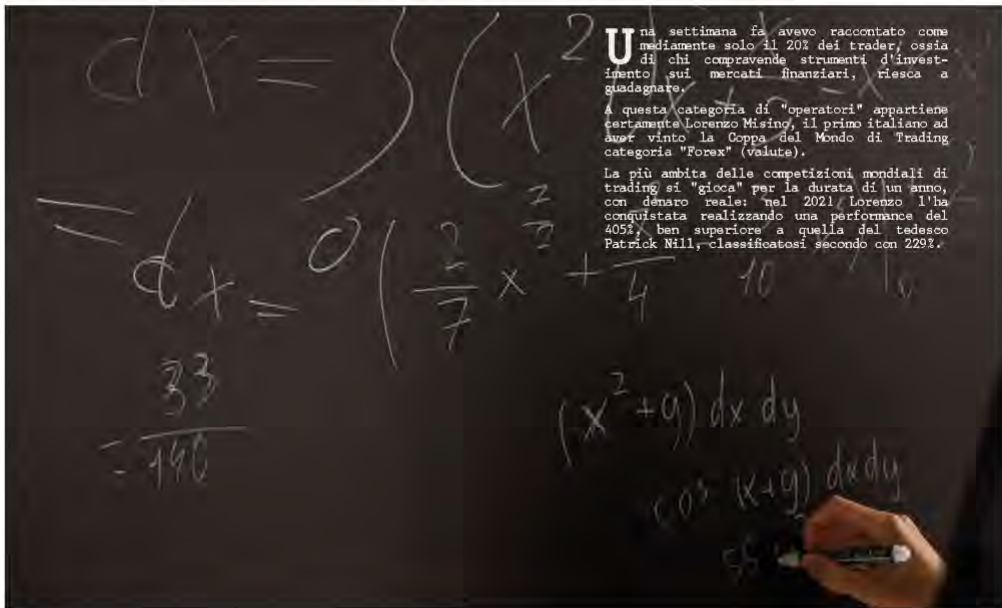 Una settimana fa avevo raccontato come
mediamente solo il 20% dei trader, ossia
di chi compravende strumenti d'invest-
imento sui mercati finanziari, riesca a
guadagnare.
A questa categoria di "operatori" appartiene
certamente Lorenzo Misino, il primo italiano ad
aver vinto la Coppa del Mondo di Trading
categoria "Forex" (valute).
La più ambita delle competizioni mondiali di
trading si "gioca" per la durata di un anno,
con denaro reale: nel 2021 Lorenzo l'ha
conquistata realizzando una performance del
405%, ben superiore a quella del tedesco
Patrick Nill, classificatosi secondo con 229%.
dx = } (x²
= dx = 0 ( 2/7 x 7/2 + /4 10
= 33/140
(x² + y) dx dy
(x+y) dx dy